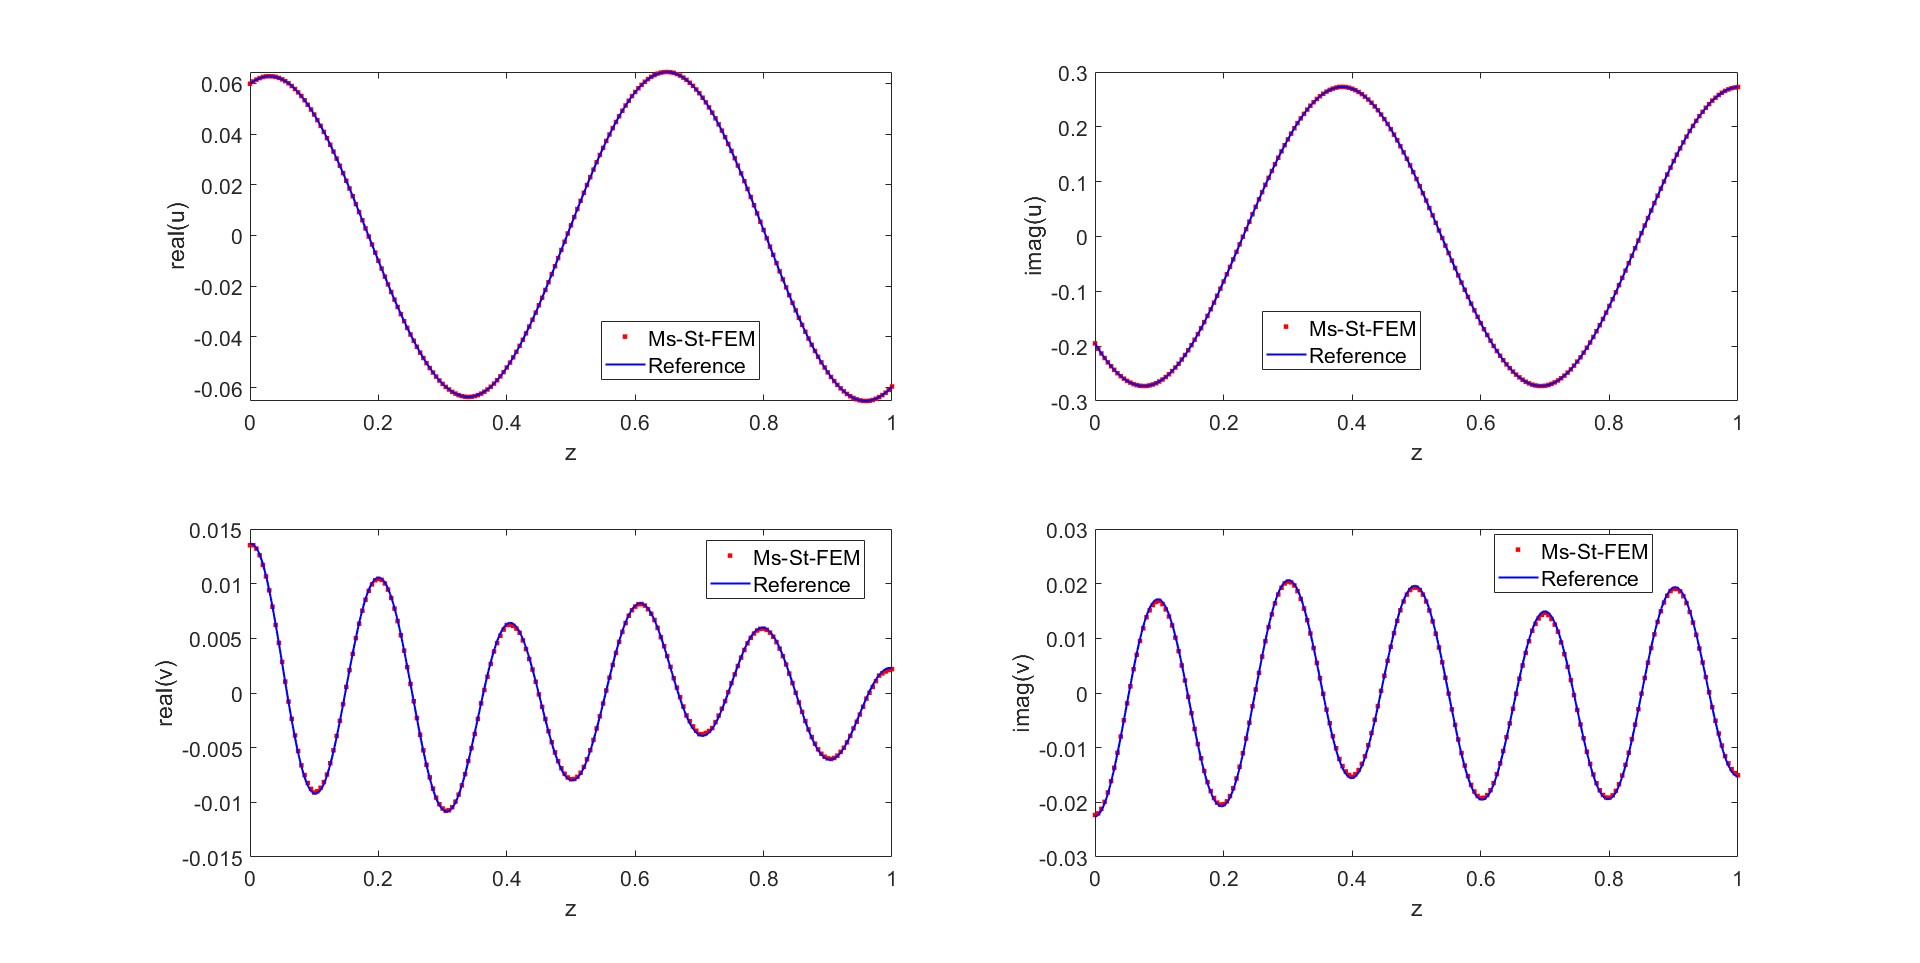 0.06
0.04
0.02
0
-0.02
-0.04
-0.06
real(u)
Ms-St-FEM
Reference
0 0.2 0.4 0.6 0.8 1
z
0.3
0.2
0.1
0
-0.1
-0.2
-0.3
imag(u)
Ms-St-FEM
Reference
0 0.2 0.4 0.6 0.8 1
z
0.015
0.01
0.005
0
-0.005
-0.01
-0.015
real(v)
Ms-St-FEM
Reference
0 0.2 0.4 0.6 0.8 1
z
0.03
0.02
0.01
0
-0.01
-0.02
-0.03
imag(v)
Ms-St-FEM
Reference
0 0.2 0.4 0.6 0.8 1
z